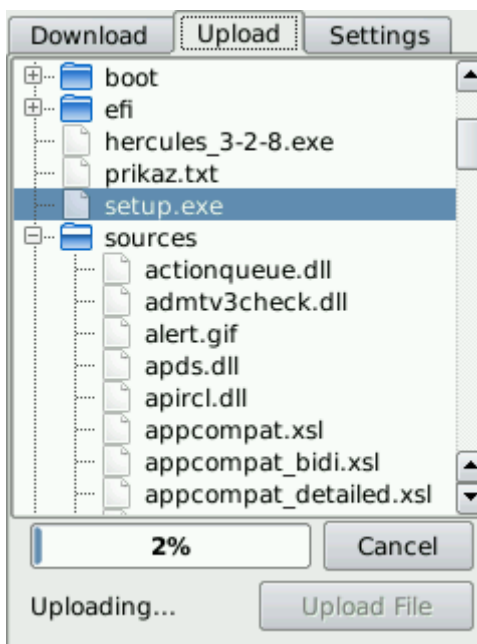 Download Upload Settings
boot
efi
hercules_3-2-8.exe
prikaz.txt
setup.exe
sources
actionqueue.dll
admtv3check.dll
alert.gif
apds.dll
apircl.dll
appcompat.xsl
appcompat_bidi.xsl
appcompat_detailed.xsl
2% Cancel
Uploading... Upload File